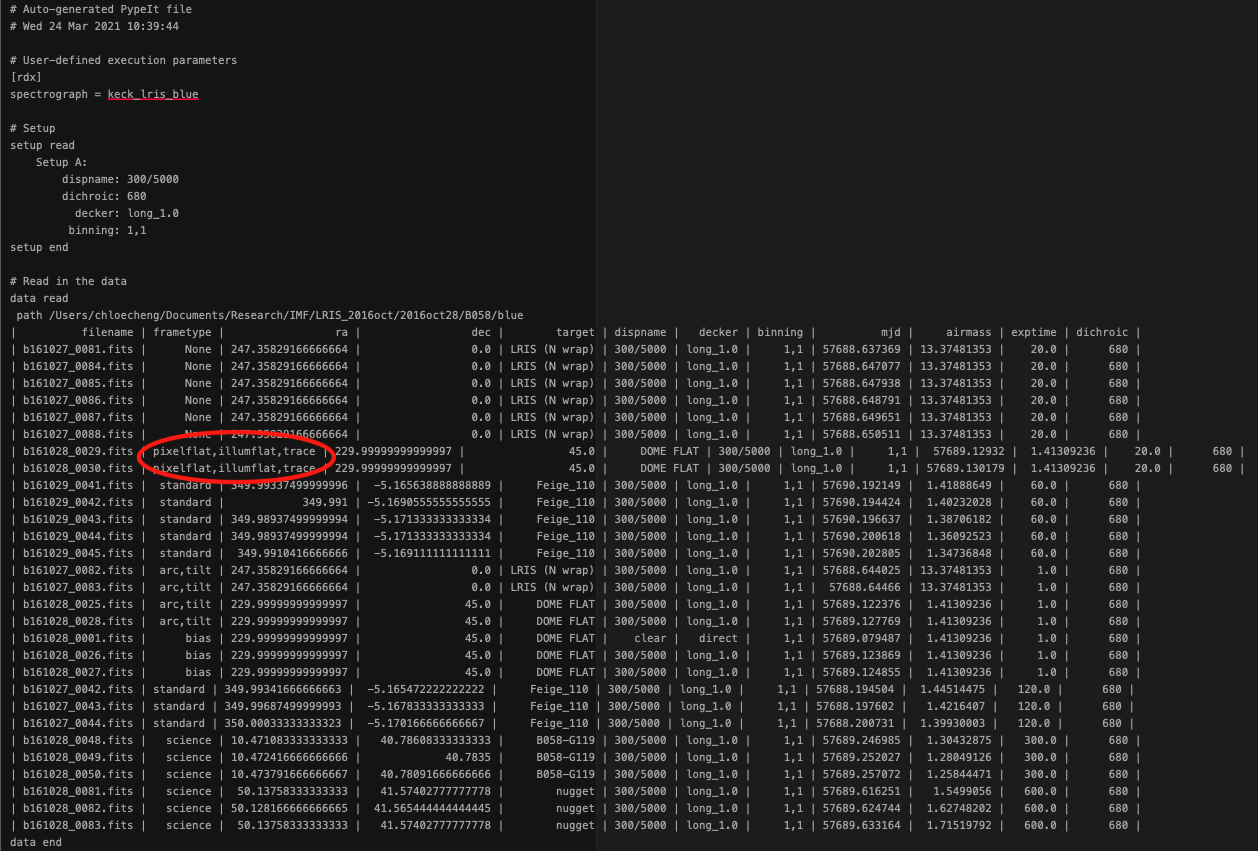 # Auto-generated PypeIt file
# Wed 24 Mar 2021 10:39:44
# User-defined execution parameters
[rdx]
spectrograph = keck_lris_blue
# Setup
setup read
Setup A:
dispname: 300/5000
dichroic: 680
decker: long_1.0
binning: 1,1
setup end
# Read in the data
data read
path /Users/chloecheng/Documents/Research/IMF/LRIS_2016oct/2016oct28/B058/blue
| filename | frametype | ra | dec | target | dispname | decker | binning | mjd | airmass | exptime | dichroic |
| b161027_0081.fits | None | 247.35829166666664 | 0.0 | LRIS (N wrap) | 300/5000 | long_1.0 | 1,1 | 57688.637369 | 13.37481353 | 20.0 | 680 |
| b161027_0084.fits | None | 247.35829166666664 | 0.0 | LRIS (N wrap) | 300/5000 | long_1.0 | 1,1 | 57688.647077 | 13.37481353 | 20.0 | 680 |
| b161027_0085.fits | None | 247.35829166666664 | 0.0 | LRIS (N wrap) | 300/5000 | long_1.0 | 1,1 | 57688.647938 | 13.37481353 | 20.0 | 680 |
| b161027_0086.fits | None | 247.35829166666664 | 0.0 | LRIS (N wrap) | 300/5000 | long_1.0 | 1,1 | 57688.648791 | 13.37481353 | 20.0 | 680 |
| b161027_0087.fits | None | 247.35829166666664 | 0.0 | LRIS (N wrap) | 300/5000 | long_1.0 | 1,1 | 57688.649651 | 13.37481353 | 20.0 | 680 |
| b161027_0088.fits | None | 247.35829166666664 | 0.0 | LRIS (N wrap) | 300/5000 | long_1.0 | 1,1 | 57688.650511 | 13.37481353 | 20.0 | 680 |
| b161028_0029.fits | pixelflat,illumflat,trace | 229.99999999999997 | 45.0 | DOME FLAT | 300/5000 | long_1.0 | 1,1 | 57689.12932 | 1.41309236 | 20.0 | 680 |
| b161028_0030.fits | pixelflat,illumflat,trace | 229.99999999999997 | 45.0 | DOME FLAT | 300/5000 | long_1.0 | 1,1 | 57689.130179 | 1.41309236 | 20.0 | 680 |
| b161029_0041.fits | standard | 349.99337499999996 | -5.165638888888889 | Feige_110 | 300/5000 | long_1.0 | 1,1 | 57690.192149 | 1.41888649 | 60.0 | 680 |
| b161029_0042.fits | standard | 349.991 | -5.1690555555555555 | Feige_110 | 300/5000 | long_1.0 | 1,1 | 57690.194424 | 1.40232028 | 60.0 | 680 |
| b161029_0043.fits | standard | 349.98937499999994 | -5.171333333333334 | Feige_110 | 300/5000 | long_1.0 | 1,1 | 57690.196637 | 1.38706182 | 60.0 | 680 |
| b161029_0044.fits | standard | 349.98937499999994 | -5.171333333333334 | Feige_110 | 300/5000 | long_1.0 | 1,1 | 57690.200618 | 1.36092523 | 60.0 | 680 |
| b161029_0045.fits | standard | 349.9910416666666 | -5.169111111111111 | Feige_110 | 300/5000 | long_1.0 | 1,1 | 57690.202805 | 1.34736848 | 60.0 | 680 |
| b161027_0082.fits | arc,tilt | 247.35829166666664 | 0.0 | LRIS (N wrap) | 300/5000 | long_1.0 | 1,1 | 57688.644025 | 13.37481353 | 1.0 | 680 |
| b161027_0083.fits | arc,tilt | 247.35829166666664 | 0.0 | LRIS (N wrap) | 300/5000 | long_1.0 | 1,1 | 57688.64466 | 13.37481353 | 1.0 | 680 |
| b161028_0025.fits | arc,tilt | 229.99999999999997 | 45.0 | DOME FLAT | 300/5000 | long_1.0 | 1,1 | 57689.122376 | 1.41309236 | 1.0 | 680 |
| b161028_0028.fits | arc,tilt | 229.99999999999997 | 45.0 | DOME FLAT | 300/5000 | long_1.0 | 1,1 | 57689.127769 | 1.41309236 | 1.0 | 680 |
| b161028_0001.fits | bias | 229.99999999999997 | 45.0 | DOME FLAT | clear | direct | 1,1 | 57689.079487 | 1.41309236 | 1.0 | 680 |
| b161028_0026.fits | bias | 229.99999999999997 | 45.0 | DOME FLAT | 300/5000 | long_1.0 | 1,1 | 57689.123869 | 1.41309236 | 1.0 | 680 |
| b161028_0027.fits | bias | 229.99999999999997 | 45.0 | DOME FLAT | 300/5000 | long_1.0 | 1,1 | 57689.124855 | 1.41309236 | 1.0 | 680 |
| b161027_0042.fits | standard | 349.99341666666663 | -5.165472222222222 | Feige_110 | 300/5000 | long_1.0 | 1,1 | 57688.194504 | 1.44514475 | 120.0 | 680 |
| b161027_0043.fits | standard | 349.99687499999993 | -5.167833333333333 | Feige_110 | 300/5000 | long_1.0 | 1,1 | 57688.197602 | 1.4216407 | 120.0 | 680 |
| b161027_0044.fits | standard | 350.00033333333323 | -5.170166666666667 | Feige_110 | 300/5000 | long_1.0 | 1,1 | 57688.200731 | 1.39930003 | 120.0 | 680 |
| b161028_0048.fits | science | 10.471083333333333 | 40.78608333333333 | B058-G119 | 300/5000 | long_1.0 | 1,1 | 57689.246985 | 1.30432875 | 300.0 | 680 |
| b161028_0049.fits | science | 10.472416666666666 | 40.7835 | B058-G119 | 300/5000 | long_1.0 | 1,1 | 57689.252027 | 1.28049126 | 300.0 | 680 |
| b161028_0050.fits | science | 10.473791666666667 | 40.78091666666666 | B058-G119 | 300/5000 | long_1.0 | 1,1 | 57689.257072 | 1.25844471 | 300.0 | 680 |
| b161028_0081.fits | science | 50.13758333333333 | 41.57402777777778 | nugget | 300/5000 | long_1.0 | 1,1 | 57689.616251 | 1.5499056 | 600.0 | 680 |
| b161028_0082.fits | science | 50.128166666666665 | 41.565444444444445 | nugget | 300/5000 | long_1.0 | 1,1 | 57689.624744 | 1.62748202 | 600.0 | 680 |
| b161028_0083.fits | science | 50.13758333333333 | 41.57402777777778 | nugget | 300/5000 | long_1.0 | 1,1 | 57689.633164 | 1.71519792 | 600.0 | 680 |
data end